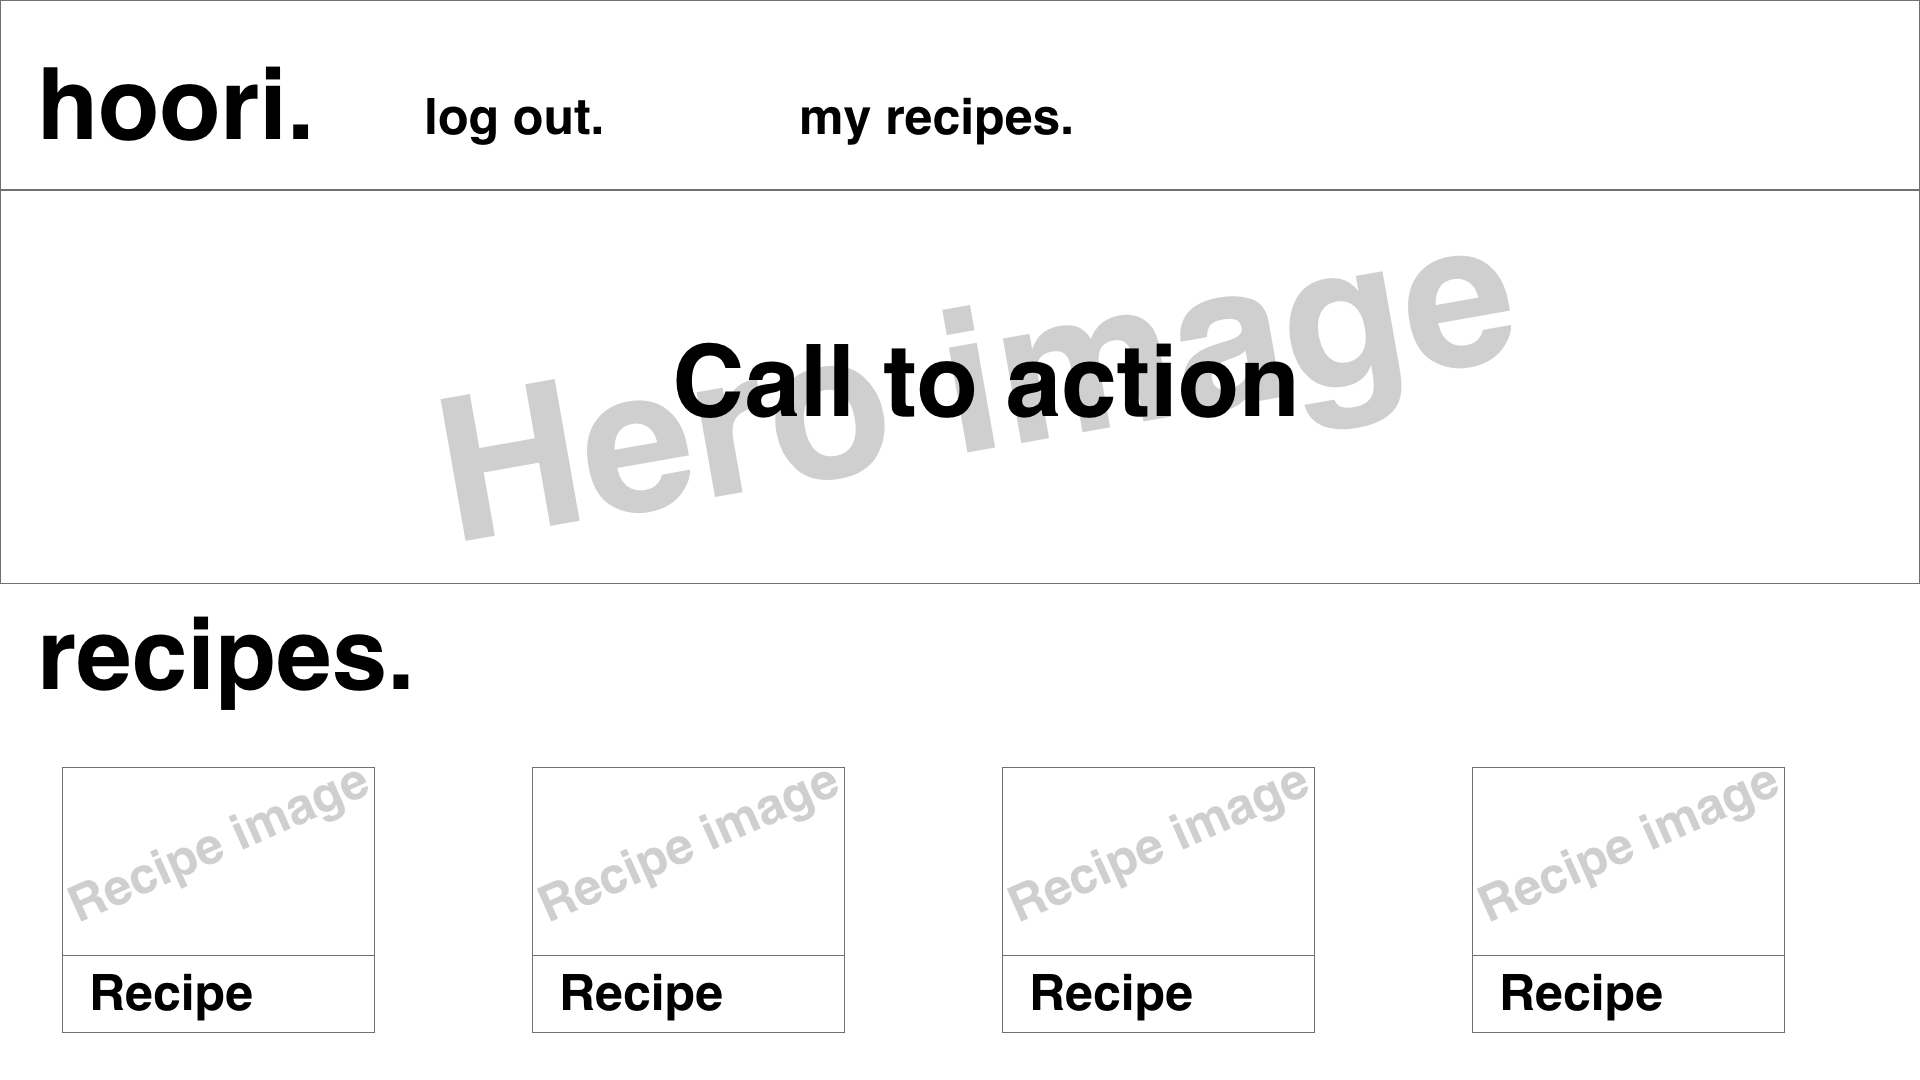 hoori. log out. my recipes.
Hero image
Call to action
recipes.
Recipe image Recipe image Recipe image Recipe image
Recipe Recipe Recipe Recipe